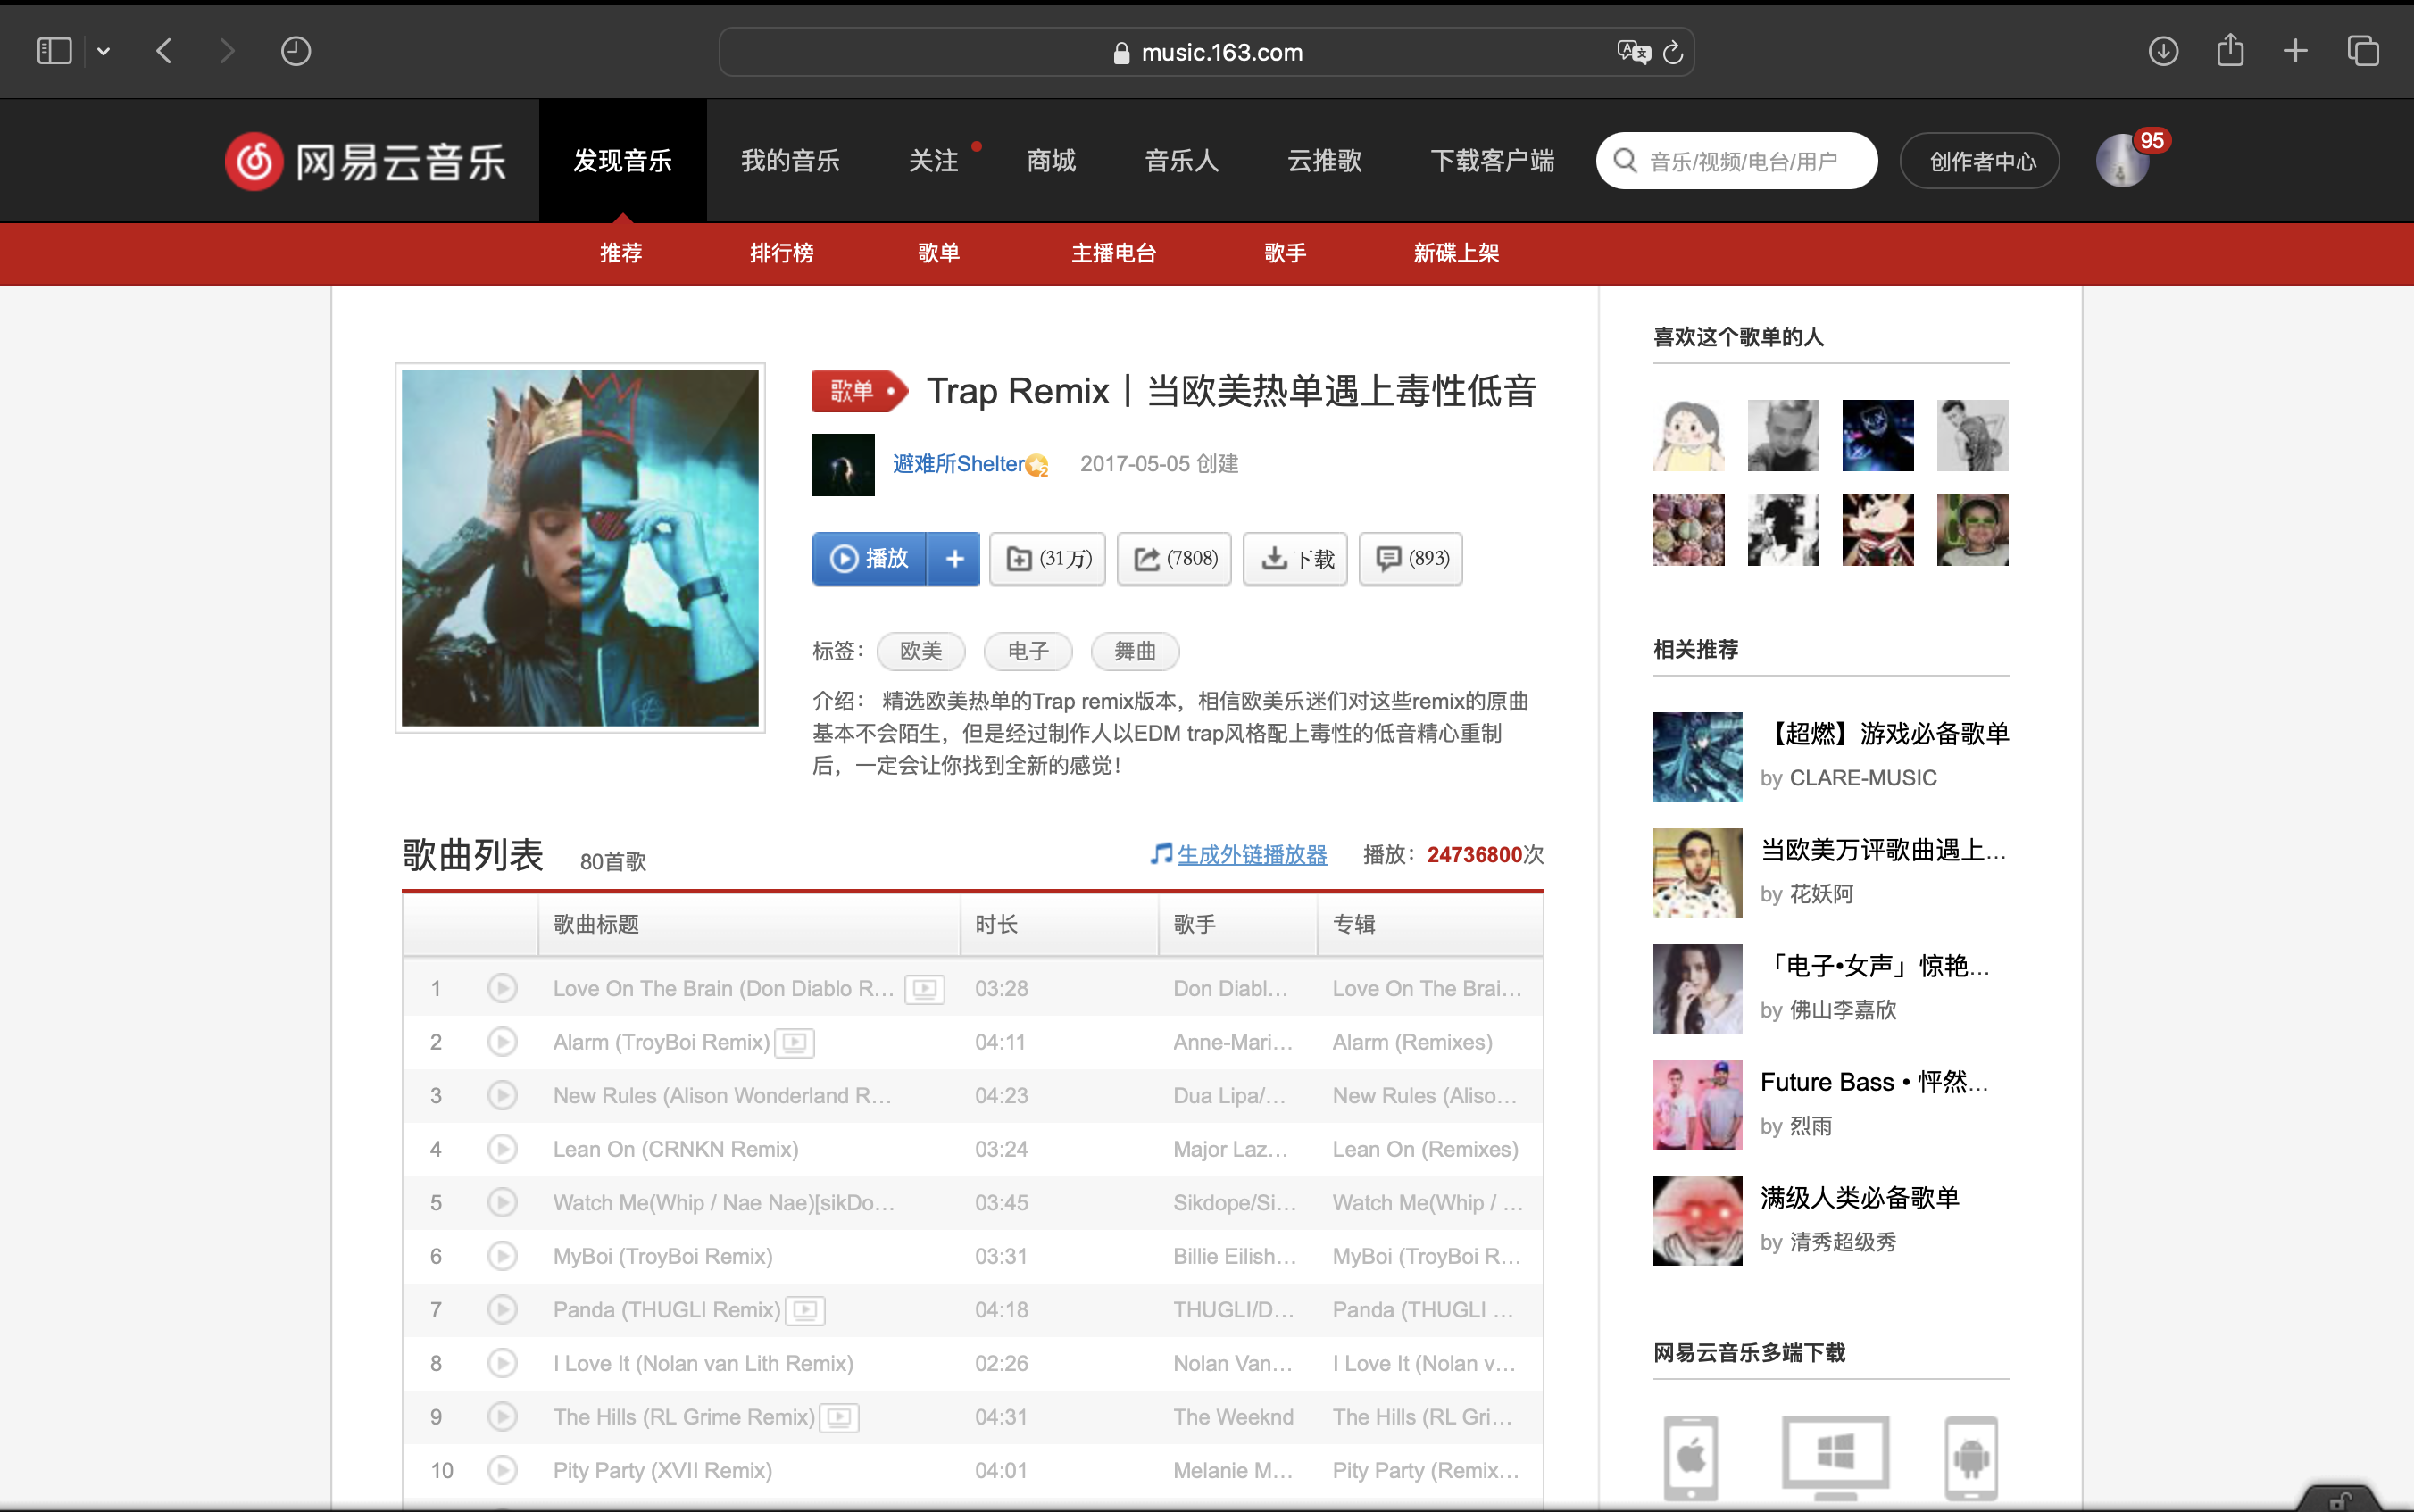 music.163.com
网易云音乐
发现音乐
我的音乐
关注
商城
音乐人
云推歌
下载客户端
音乐/视频/电台/用户
创作者中心
95
推荐
排行榜
歌单
主播电台
歌手
新碟上架
歌单
Trap Remix丨当欧美热单遇上毒性低音
避难所Shelter
2017-05-05 创建
播放
(31万)
(7808)
下载
(893)
标签：
欧美
电子
舞曲
介绍： 精选欧美热单的Trap remix版本，相信欧美乐迷们对这些remix的原曲
基本不会陌生，但是经过制作人以EDM trap风格配上毒性的低音精心重制
后，一定会让你找到全新的感觉！
歌曲列表
80首歌
生成外链播放器
播放：24736800次
歌曲标题 时长 歌手 专辑
1 Love On The Brain (Don Diablo R... 03:28 Don Diabl... Love On The Brai...
2 Alarm (TroyBoi Remix) 04:11 Anne-Mari... Alarm (Remixes)
3 New Rules (Alison Wonderland R... 04:23 Dua Lipa/... New Rules (Aliso...
4 Lean On (CRNKN Remix) 03:24 Major Laz... Lean On (Remixes)
5 Watch Me(Whip / Nae Nae)[sikDo... 03:45 Sikdope/Si... Watch Me(Whip / ...
6 MyBoi (TroyBoi Remix) 03:31 Billie Eilish... MyBoi (TroyBoi R...
7 Panda (THUGLI Remix) 04:18 THUGLI/D... Panda (THUGLI ...
8 I Love It (Nolan van Lith Remix) 02:26 Nolan Van... I Love It (Nolan v...
9 The Hills (RL Grime Remix) 04:31 The Weeknd The Hills (RL Gri...
10 Pity Party (XVII Remix) 04:01 Melanie M... Pity Party (Remix...
喜欢这个歌单的人
相关推荐
【超燃】游戏必备歌单
by CLARE-MUSIC
当欧美万评歌曲遇上...
by 花妖阿
「电子•女声」惊艳...
by 佛山李嘉欣
Future Bass • 怦然...
by 烈雨
满级人类必备歌单
by 清秀超级秀
网易云音乐多端下载